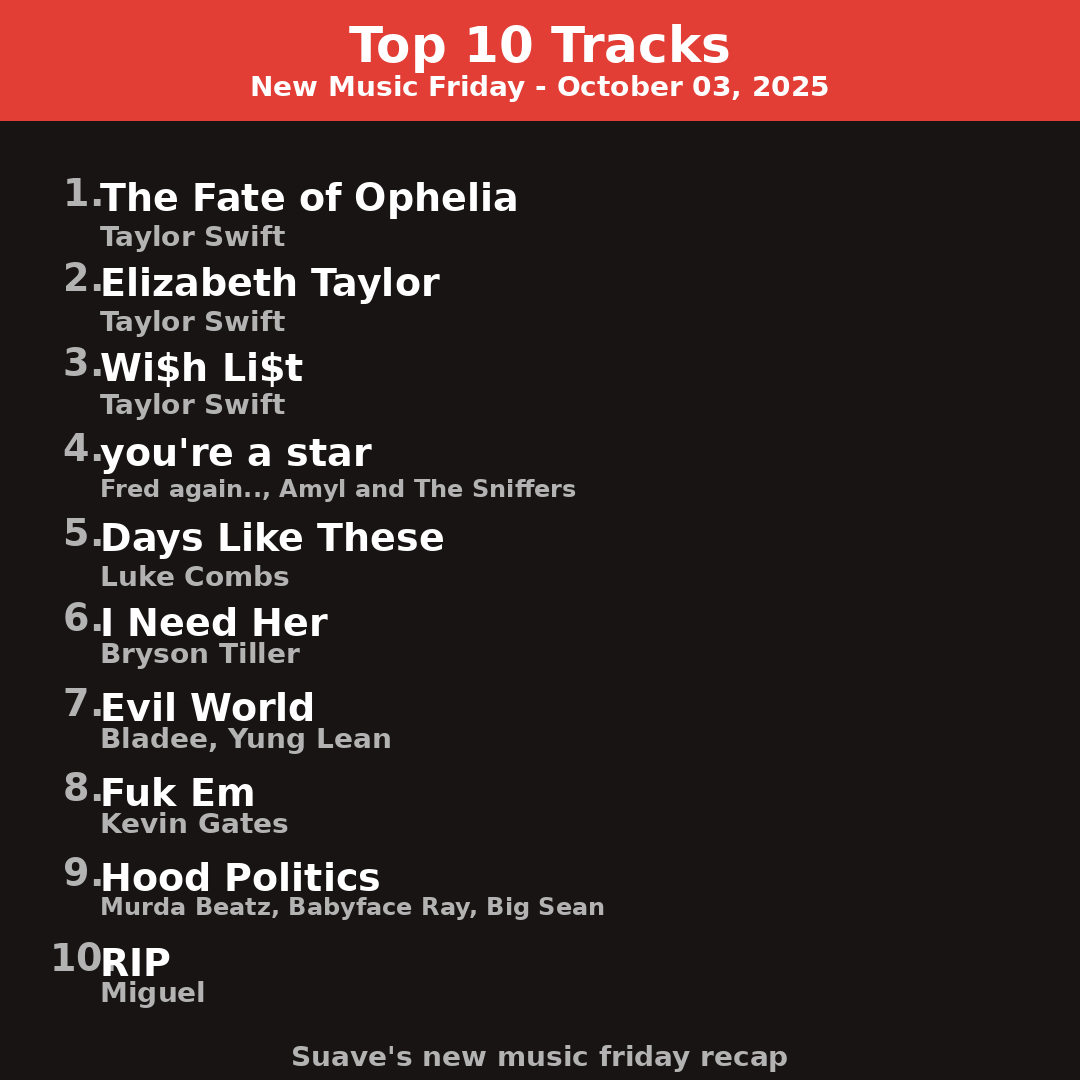 Top 10 Tracks
New Music Friday - October 03, 2025
1. The Fate of Ophelia
Taylor Swift
2. Elizabeth Taylor
Taylor Swift
3. Wi$h Li$t
Taylor Swift
4. you're a star
Fred again.., Amyl and The Sniffers
5. Days Like These
Luke Combs
6. I Need Her
Bryson Tiller
7. Evil World
Bladee, Yung Lean
8. Fuk Em
Kevin Gates
9. Hood Politics
Murda Beatz, Babyface Ray, Big Sean
10. RIP
Miguel
Suave's new music friday recap